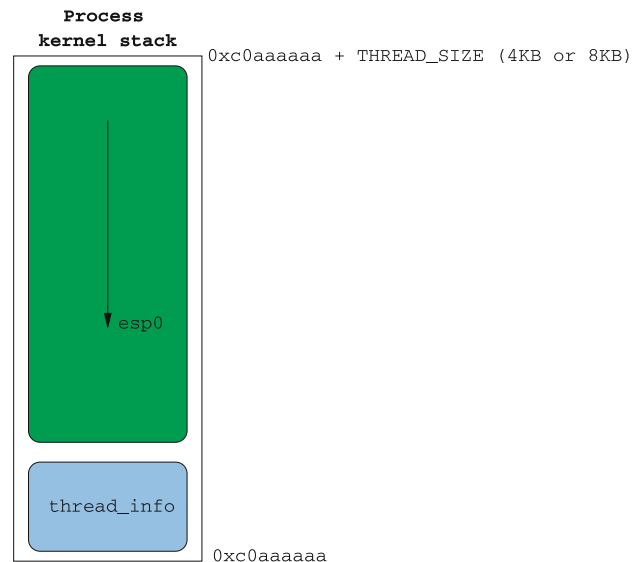 Process
kernel stack
0xc0aaaaaa + THREAD_SIZE (4KB or 8KB)
esp0
thread_info
0xc0aaaaaa